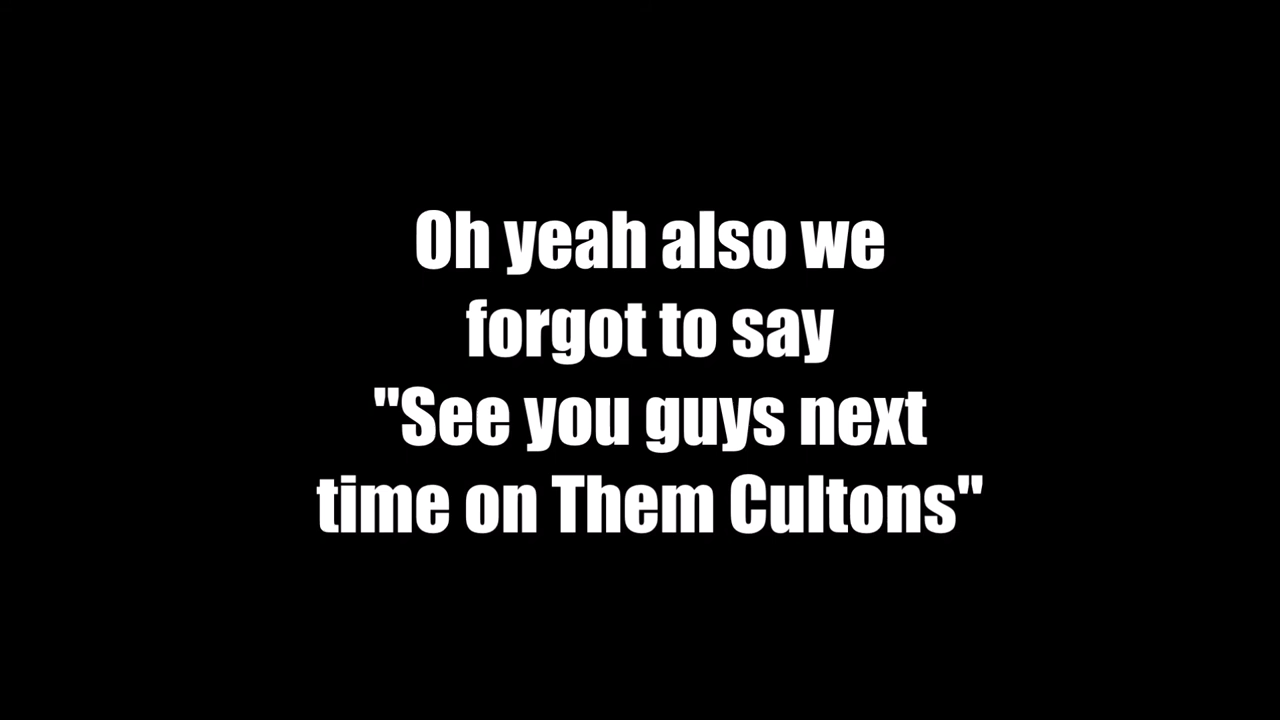 Oh yeah also we
forgot to say
"See you guys next
time on Them Cultons"